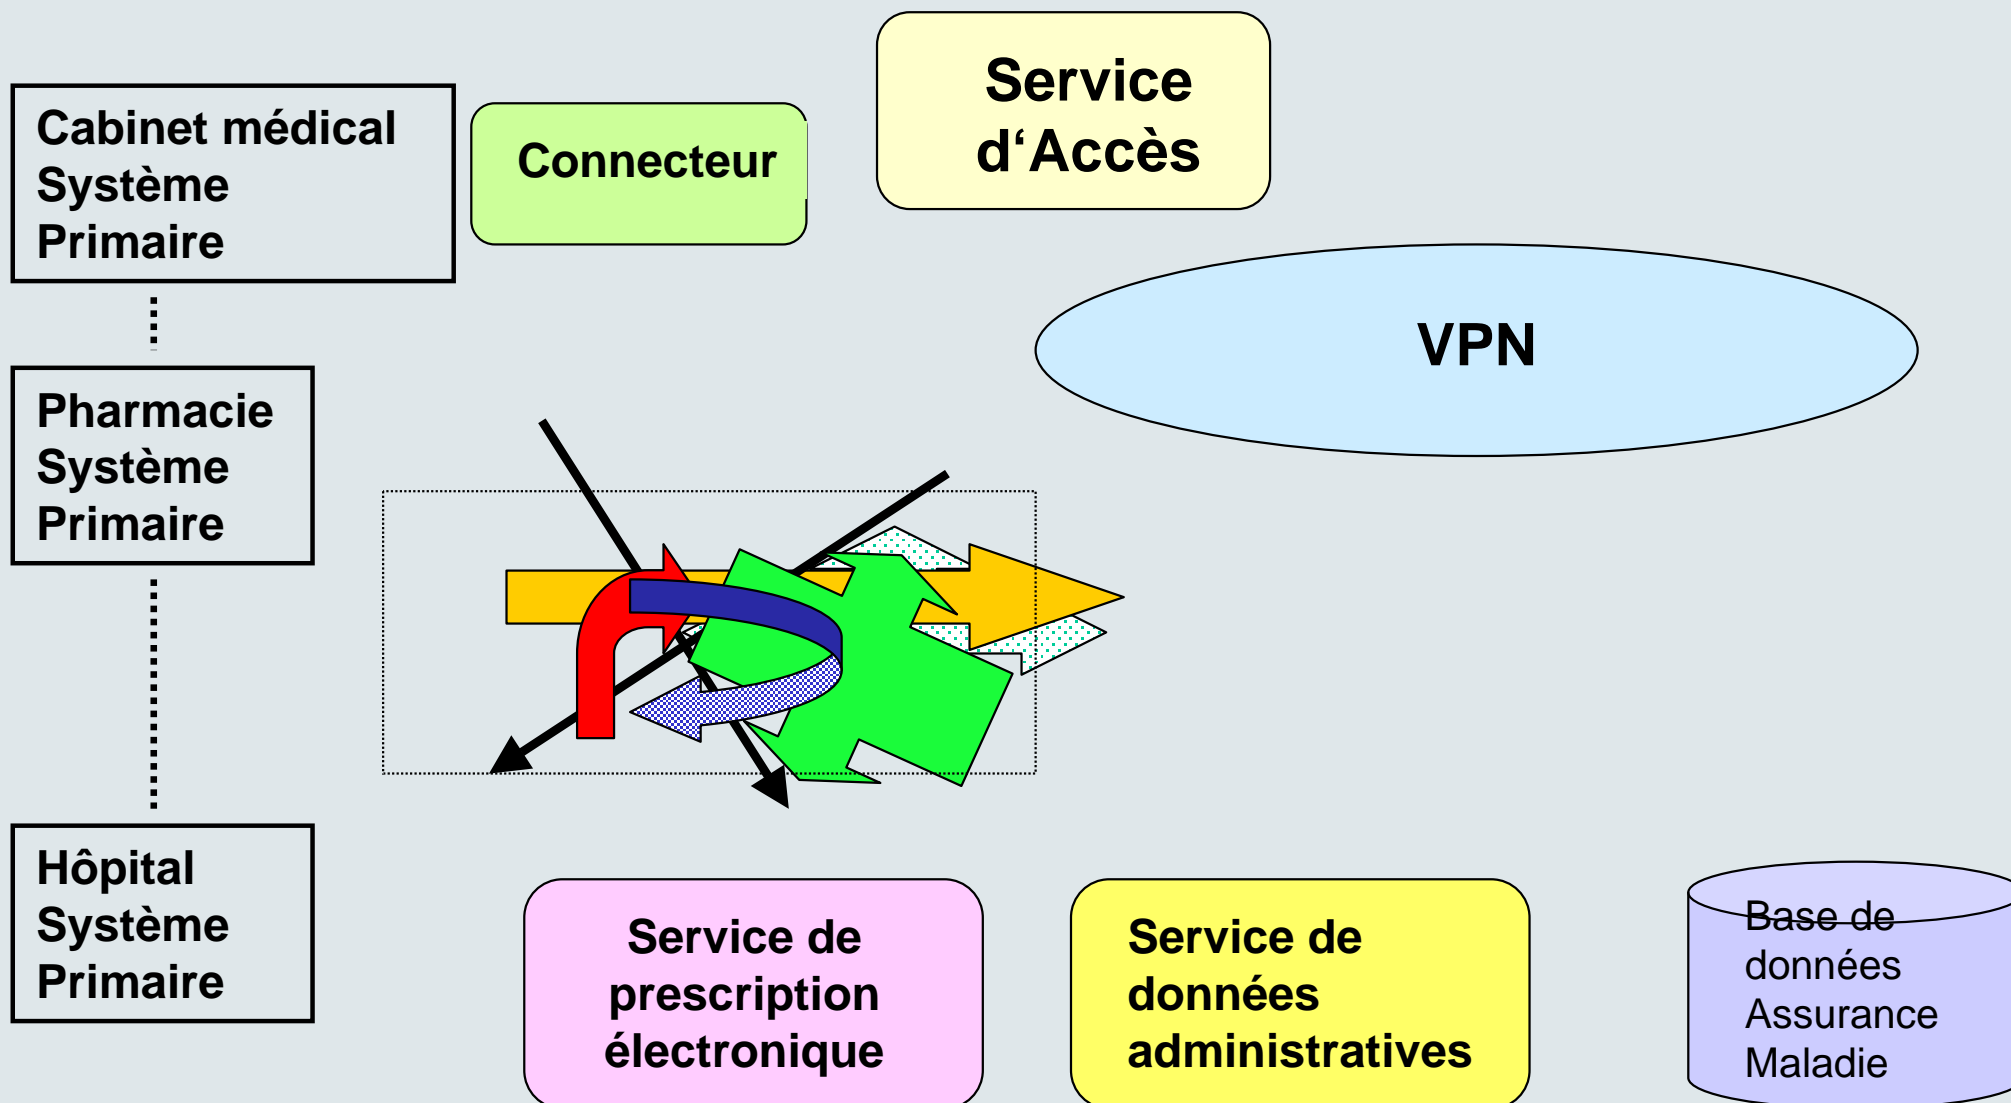 Cabinet médical
Système
Primaire
Connecteur
Service
d‘Accès
VPN
Pharmacie
Système
Primaire
Hôpital
Système
Primaire
Service de
prescription
électronique
Service de
données
administratives
Base de
données
Assurance
Maladie